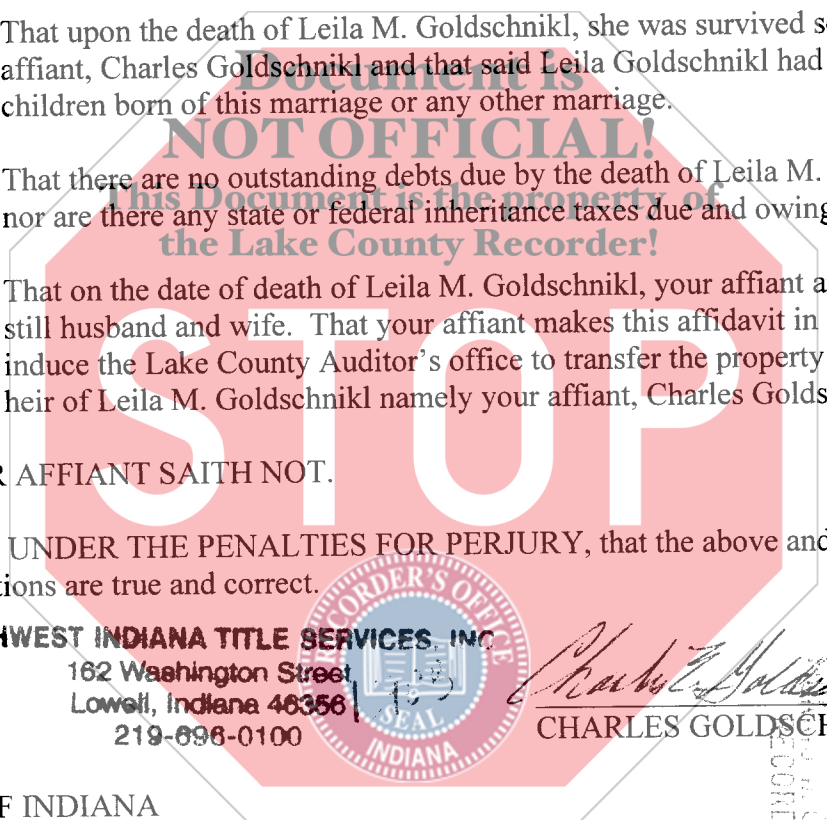 That upon the death of Leila M. Goldschnikl, she was survived s
affiant, Charles Goldschnikl and that said Leila Goldschnikl had
Document is
children born of this marriage or any other marriage.
NOT OFFICIAL!
That there are no outstanding debts due by the death of Leila M.
This Document is the property of
nor are there any state or federal inheritance taxes due and owing
the Lake County Recorder!
That on the date of death of Leila M. Goldschnikl, your affiant a
still husband and wife. That your affiant makes this affidavit in
induce the Lake County Auditor's office to transfer the property
heir of Leila M. Goldschnikl namely your affiant, Charles Golds
STOP
R AFFIANT SAITH NOT.
UNDER THE PENALTIES FOR PERJURY, that the above and
tions are true and correct.
RECORDER'S OFFICE
SEAL
INDIANA
HWEST INDIANA TITLE SERVICES, INC
162 Washington Street
Lowell, Indiana 46356
219-696-0100
CHARLES GOLDSCH
F INDIANA